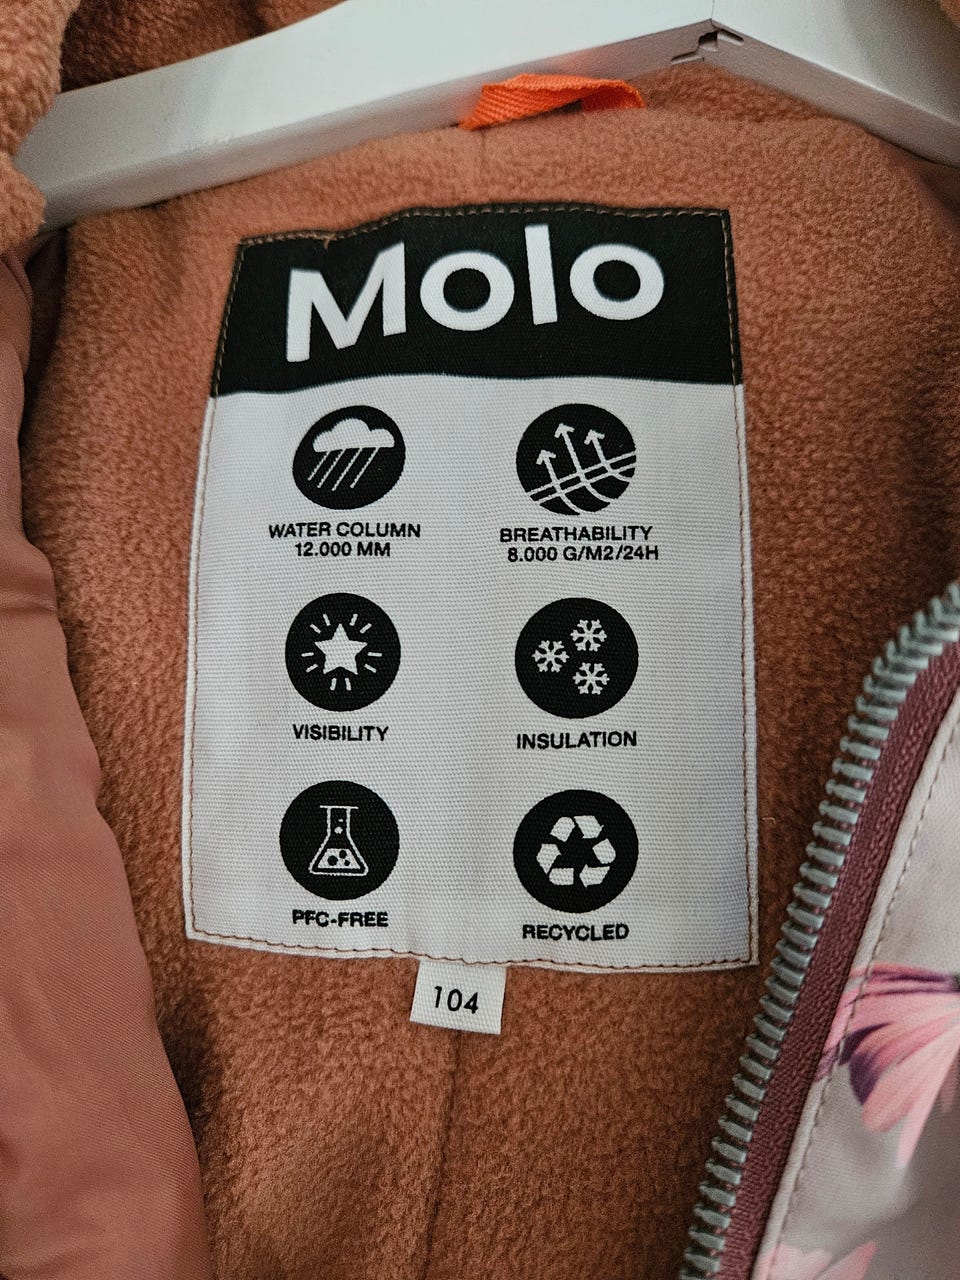 Molo
WATER COLUMN
12.000 MM
BREATHABILITY
8.000 G/M2/24H
VISIBILITY
INSULATION
PFC-FREE
RECYCLED
104